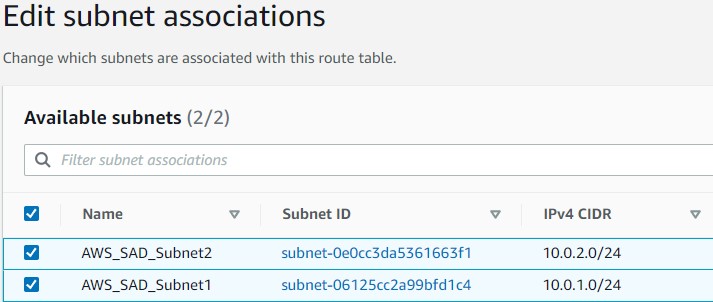 Edit subnet associations
Change which subnets are associated with this route table.
Available subnets (2/2)
Filter subnet associations
Name Subnet ID IPv4 CIDR
AWS_SAD_Subnet2 subnet-0e0cc3da5361663f1 10.0.2.0/24
AWS_SAD_Subnet1 subnet-06125cc2a99bfd1c4 10.0.1.0/24